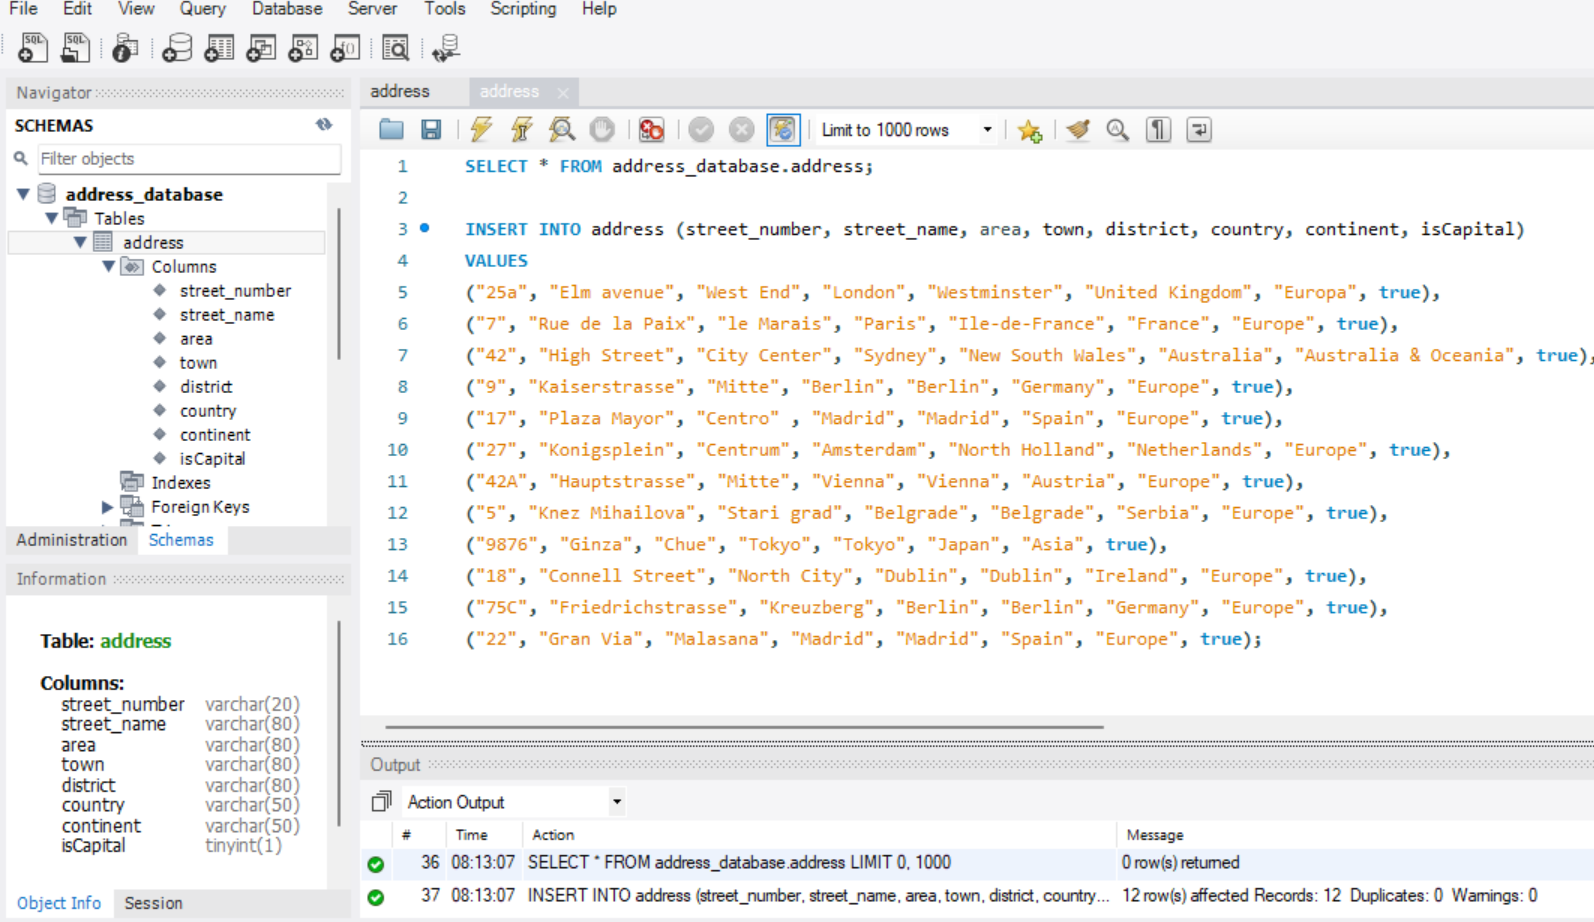 File Edit View Query Database Server Tools Scripting Help
Navigator
SCHEMAS
Filter objects
address_database
Tables
address
Columns
street_number
street_name
area
town
district
country
continent
isCapital
Indexes
Foreign Keys
Administration Schemas
Information
Table: address
Columns:
street_number varchar(20)
street_name varchar(80)
area varchar(80)
town varchar(80)
district varchar(80)
country varchar(50)
continent varchar(50)
isCapital tinyint(1)
Object Info Session
address address
Limit to 1000 rows
1 SELECT * FROM address_database.address;
2
3 INSERT INTO address (street_number, street_name, area, town, district, country, continent, isCapital)
4 VALUES
5 ("25a", "Elm avenue", "West End", "London", "Westminster", "United Kingdom", "Europa", true),
6 ("7", "Rue de la Paix", "le Marais", "Paris", "Ile-de-France", "France", "Europe", true),
7 ("42", "High Street", "City Center", "Sydney", "New South Wales", "Australia", "Australia & Oceania", true),
8 ("9", "Kaiserstrasse", "Mitte", "Berlin", "Berlin", "Germany", "Europe", true),
9 ("17", "Plaza Mayor", "Centro" , "Madrid", "Madrid", "Spain", "Europe", true),
10 ("27", "Konigsplein", "Centrum", "Amsterdam", "North Holland", "Netherlands", "Europe", true),
11 ("42A", "Hauptstrasse", "Mitte", "Vienna", "Vienna", "Austria", "Europe", true),
12 ("5", "Knez Mihailova", "Stari grad", "Belgrade", "Belgrade", "Serbia", "Europe", true),
13 ("9876", "Ginza", "Chue", "Tokyo", "Tokyo", "Japan", "Asia", true),
14 ("18", "Connell Street", "North City", "Dublin", "Dublin", "Ireland", "Europe", true),
15 ("75C", "Friedrichstrasse", "Kreuzberg", "Berlin", "Berlin", "Germany", "Europe", true),
16 ("22", "Gran Via", "Malasana", "Madrid", "Madrid", "Spain", "Europe", true);
Output
Action Output
# Time Action Message
36 08:13:07 SELECT * FROM address_database.address LIMIT 0, 1000 0 row(s) returned
37 08:13:07 INSERT INTO address (street_number, street_name, area, town, district, country... 12 row(s) affected Records: 12 Duplicates: 0 Warnings: 0